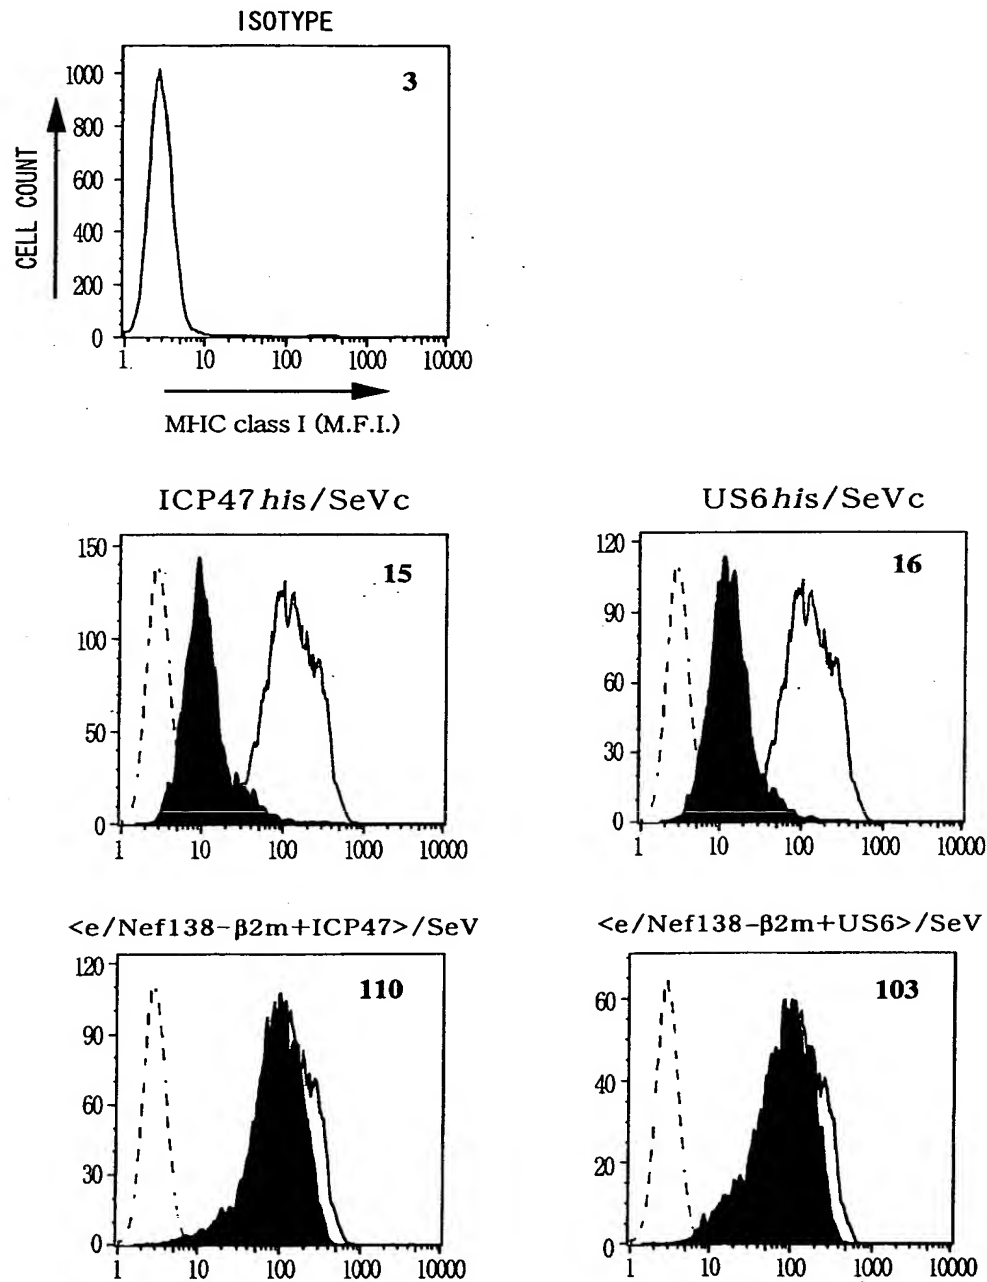 ISOTYPE
3
CELL COUNT
1000
800
600
400
200
0
1 10 100 1000 10000
MHC class I (M.F.I.)
ICP47his/SeVc
15
150
100
50
0
1 10 100 1000 10000
US6his/SeVc
16
120
90
60
30
0
1 10 100 1000 10000
<e/Nef138-β2m+ICP47>/SeV
110
120
90
60
30
0
1 10 100 1000 10000
<e/Nef138-β2m+US6>/SeV
103
60
40
20
0
1 10 100 1000 10000